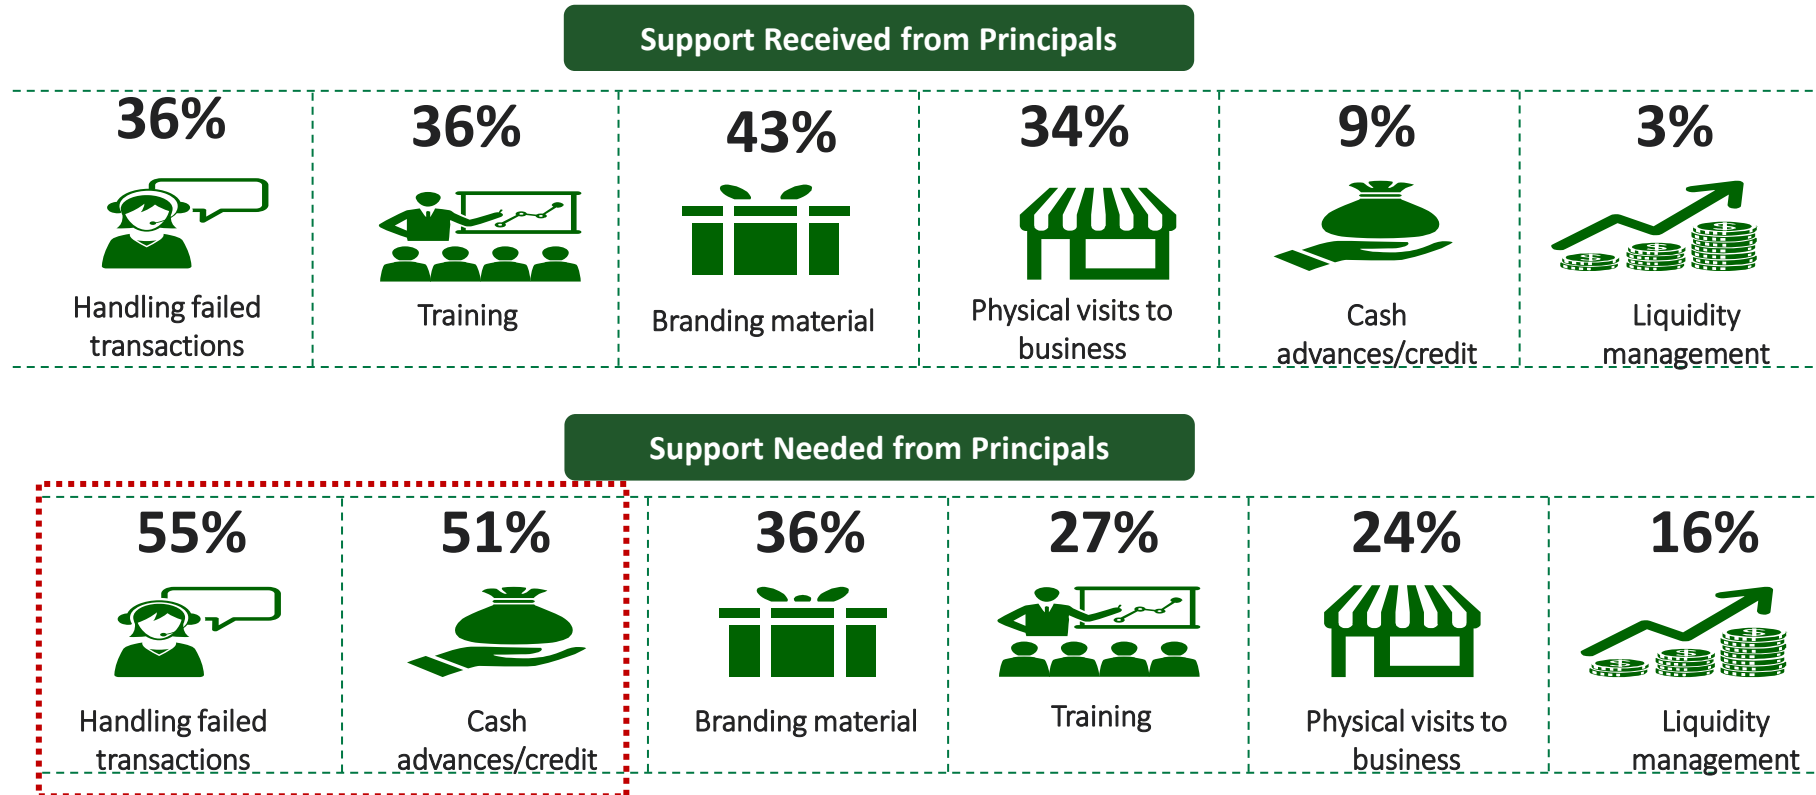 Support Received from Principals
36%
36%
43%
34%
9%
3%
Handling failed
transactions
Training
Branding material
Physical visits to
business
Cash
advances/credit
Liquidity
management
Support Needed from Principals
55%
51%
36%
27%
24%
16%
Handling failed
transactions
Cash
advances/credit
Branding material
Training
Physical visits to
business
Liquidity
management